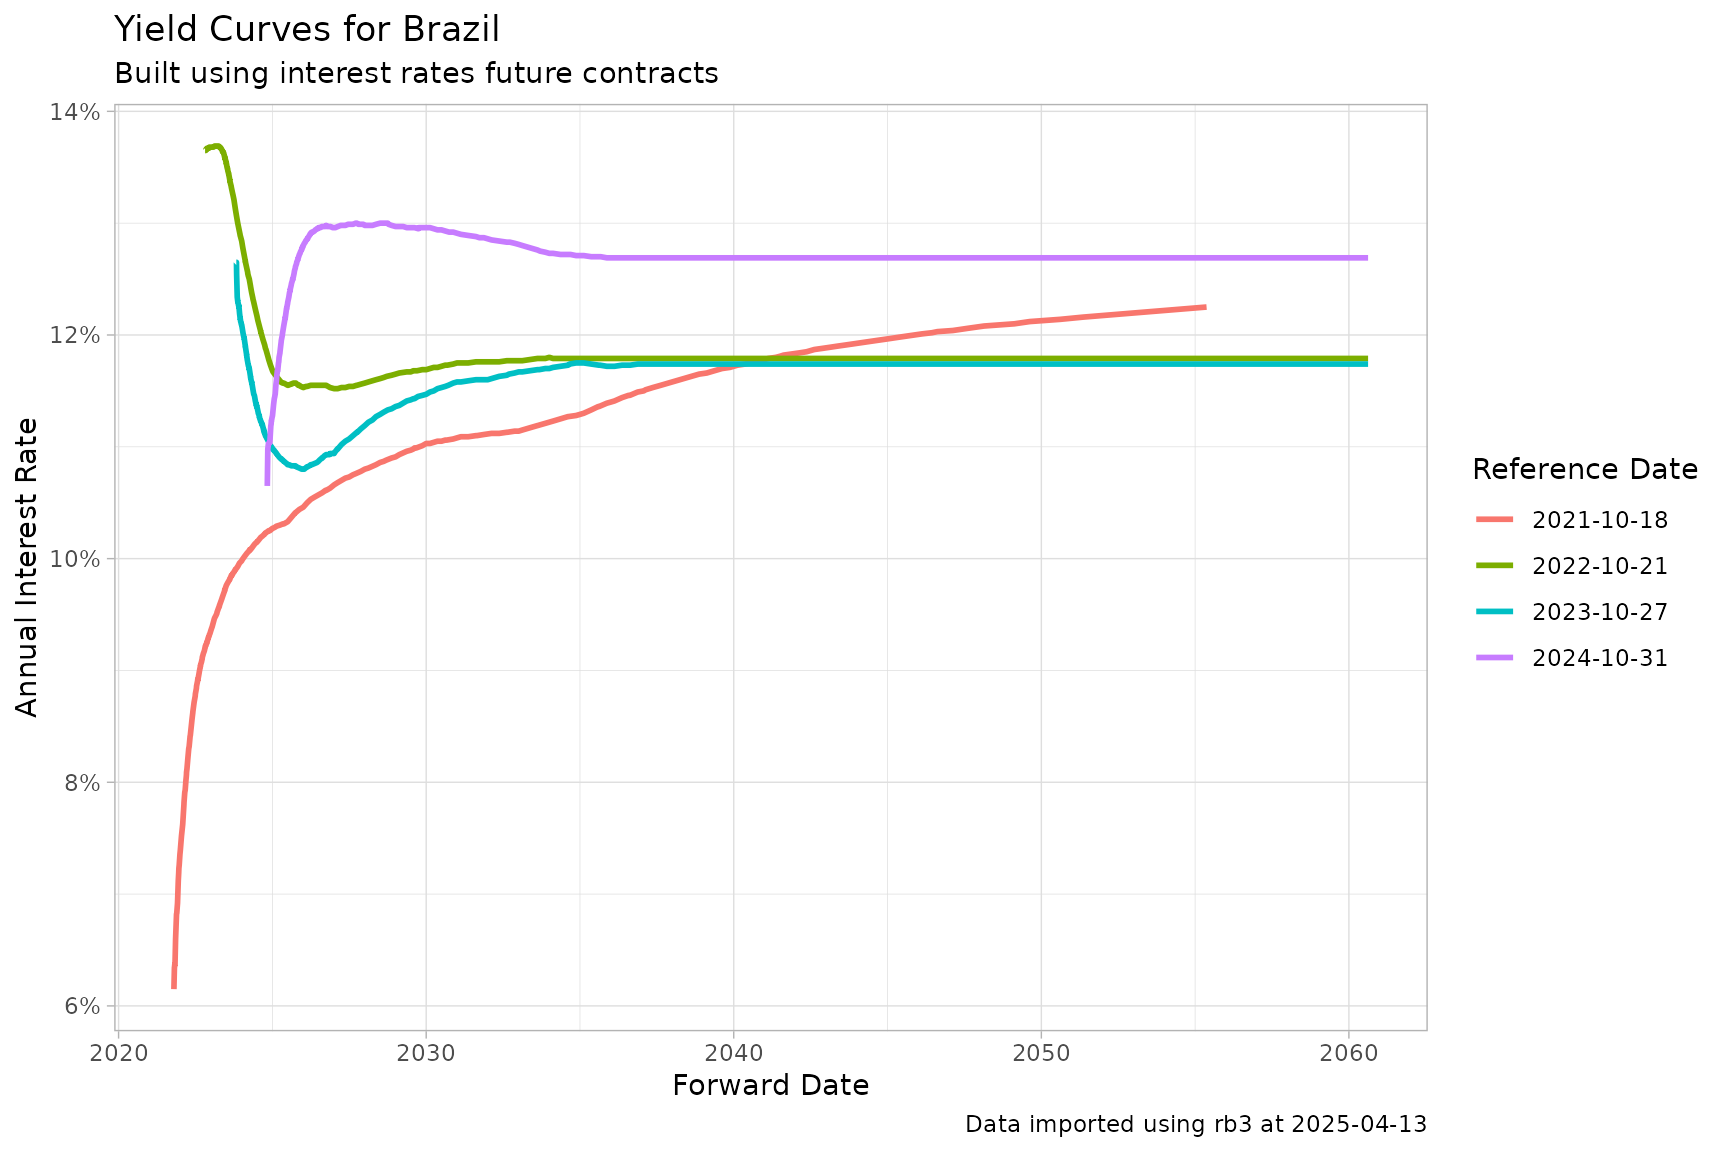 Yield Curves for Brazil
Built using interest rates future contracts
14%
12%
10%
8%
6%
Annual Interest Rate
2020
2030
2040
2050
2060
Forward Date
Reference Date
2021-10-18
2022-10-21
2023-10-27
2024-10-31
Data imported using rb3 at 2025-04-13